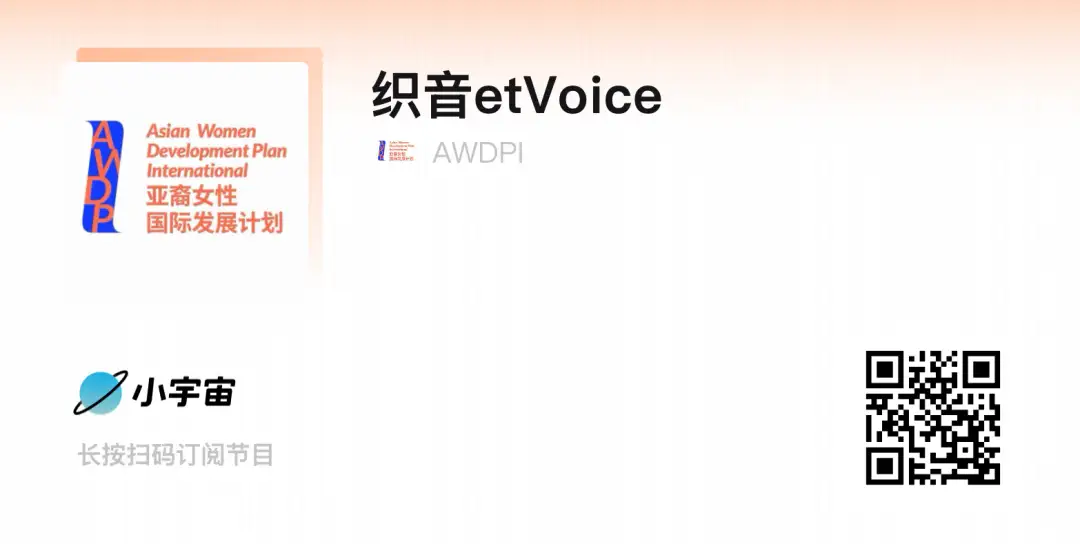 织音etVoice
AWDPI
AWDP
Asian Women
Development Plan
International
亚裔女性
国际发展计划
小宇宙
长按扫码订阅节目